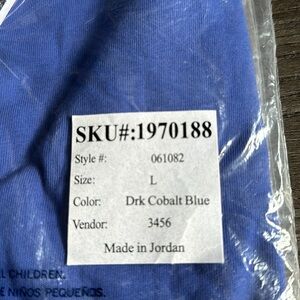 SKU#:1970188
Style #: 061082
Size: L
Color: Drk Cobalt Blue
Vendor: 3456
Made in Jordan
CHILDREN.
E NIÑOS PEQUEÑOS.